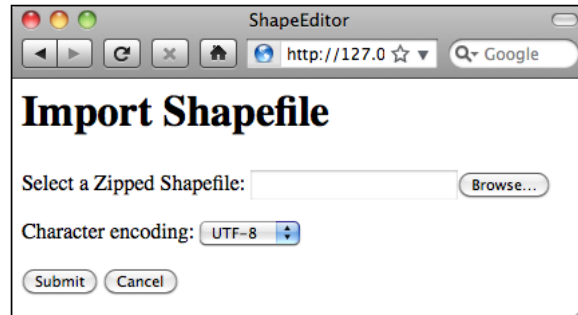 ShapeEditor
http://127.0
Google
Import Shapefile
Select a Zipped Shapefile: Browse...
Character encoding: UTF-8
Submit Cancel